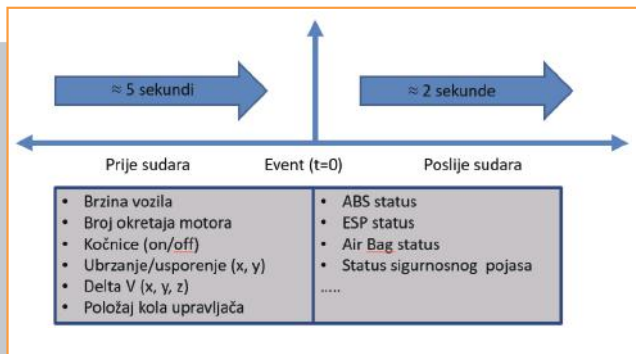 ≈ 5 sekundi
≈ 2 sekunde
Prije sudara
Event (t=0)
Poslije sudara
• Brzina vozila
• Broj okretaja motora
• Kočnice (on/off)
• Ubrzanje/usporenje (x, y)
• Delta V (x, y, z)
• Položaj kola upravljača
• ABS status
• ESP status
• Air Bag status
• Status sigurnosnog pojasa
.....